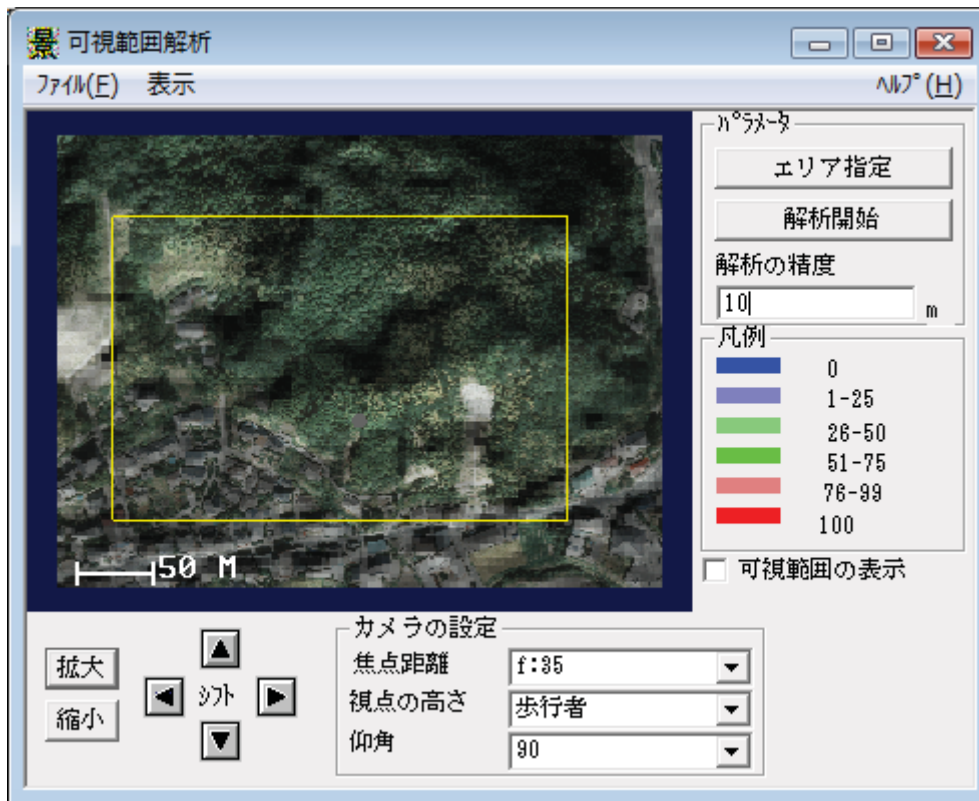 景 可視範囲解析
ﾌｧｲﾙ(F) 表示 ﾍﾙﾌﾟ(H)
ﾊﾟﾗﾒｰﾀ
エリア指定
解析開始
解析の精度
10 m
凡例
0
1-25
26-50
51-75
76-99
100
可視範囲の表示
50 M
拡大
縮小
ｼﾌﾄ
カメラの設定
焦点距離 f:35
視点の高さ 歩行者
仰角 90